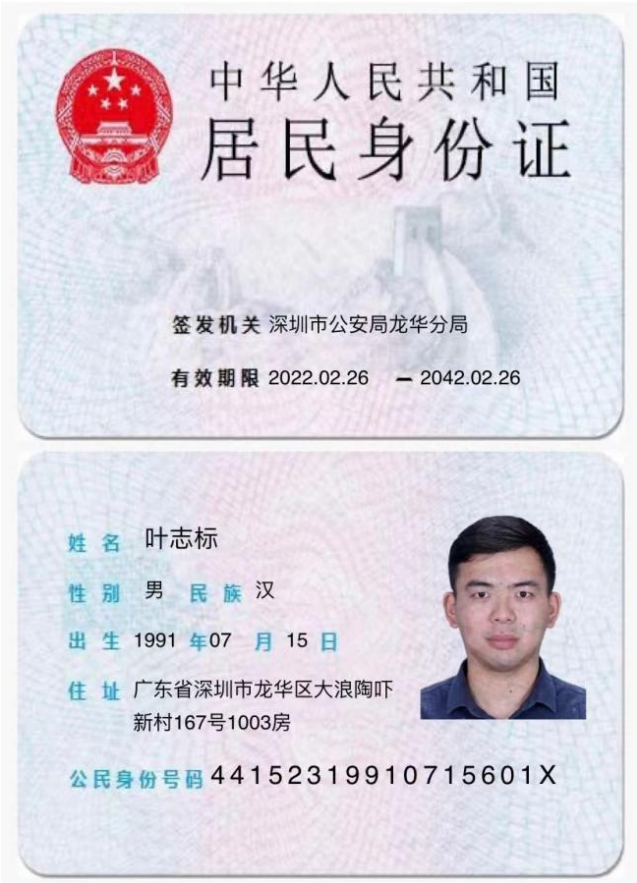 中华人民共和国
居民身份证
签发机关 深圳市公安局龙华分局
有效期限 2022.02.26 — 2042.02.26
姓名 叶志标
性别 男 民族 汉
出生 1991 年 07 月 15 日
住址 广东省深圳市龙华区大浪陶吓
新村167号1003房
公民身份号码 44152319910715601X